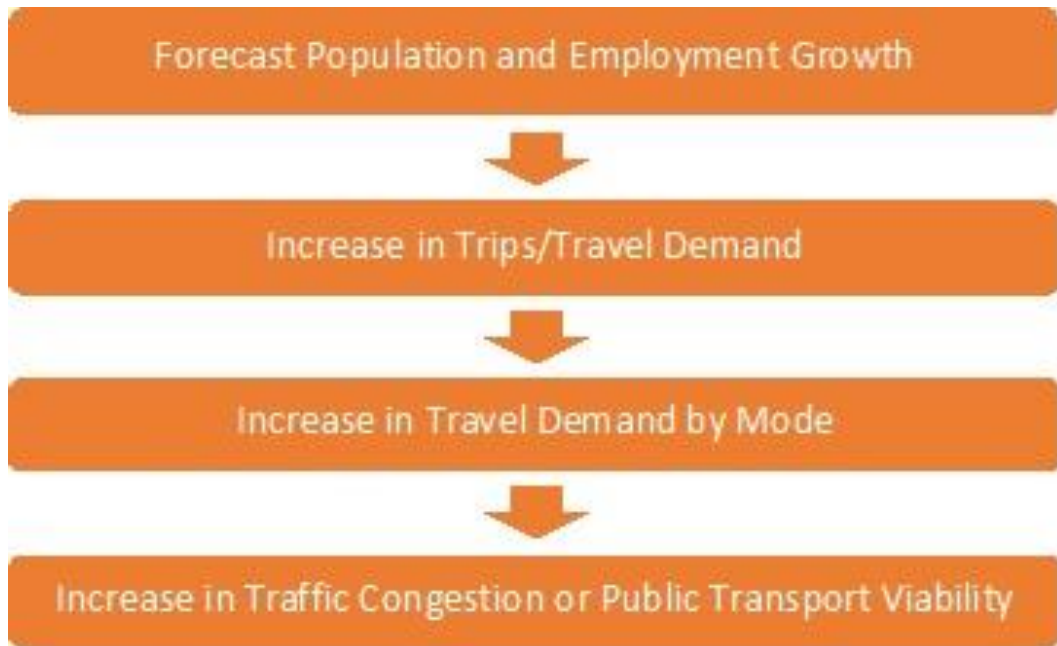 Forecast Population and Employment Growth
Increase in Trips/Travel Demand
Increase in Travel Demand by Mode
Increase in Traffic Congestion or Public Transport Viability